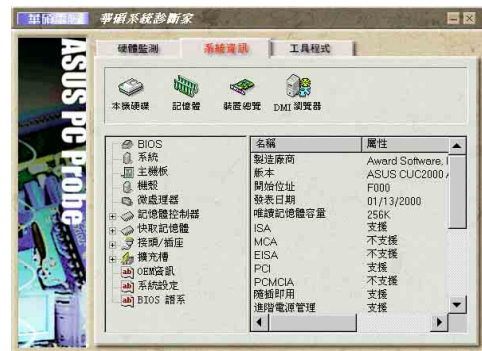 華碩系統診斷家
ASUS PC Probe
硬體監測
系統資訊
工具程式
本機硬碟
記憶體
裝置總覽
DMI 瀏覽器
BIOS
系統
主機板
機殼
微處理器
記憶體控制器
快取記憶體
接頭/插座
擴充槽
OEM資訊
系統設定
BIOS 語系
名稱 屬性
製造廠商 Award Software, I
版本 ASUS CUC2000
開始位址 F000
發表日期 01/13/2000
唯讀記憶體容量 256K
ISA 支援
MCA 不支援
EISA 不支援
PCI 支援
PCMCIA 不支援
隨插即用 支援
進階電源管理 支援